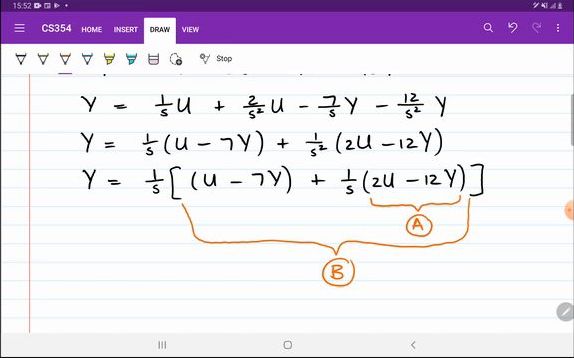 15:52
CS354 HOME INSERT DRAW VIEW
Stop
Y = 1/s U + 2/s² U - 7/s Y - 12/s² Y
Y = 1/s (U - 7Y) + 1/s² (2U - 12Y)
Y = 1/s [ (U - 7Y) + 1/s (2U - 12Y) ]
A
B